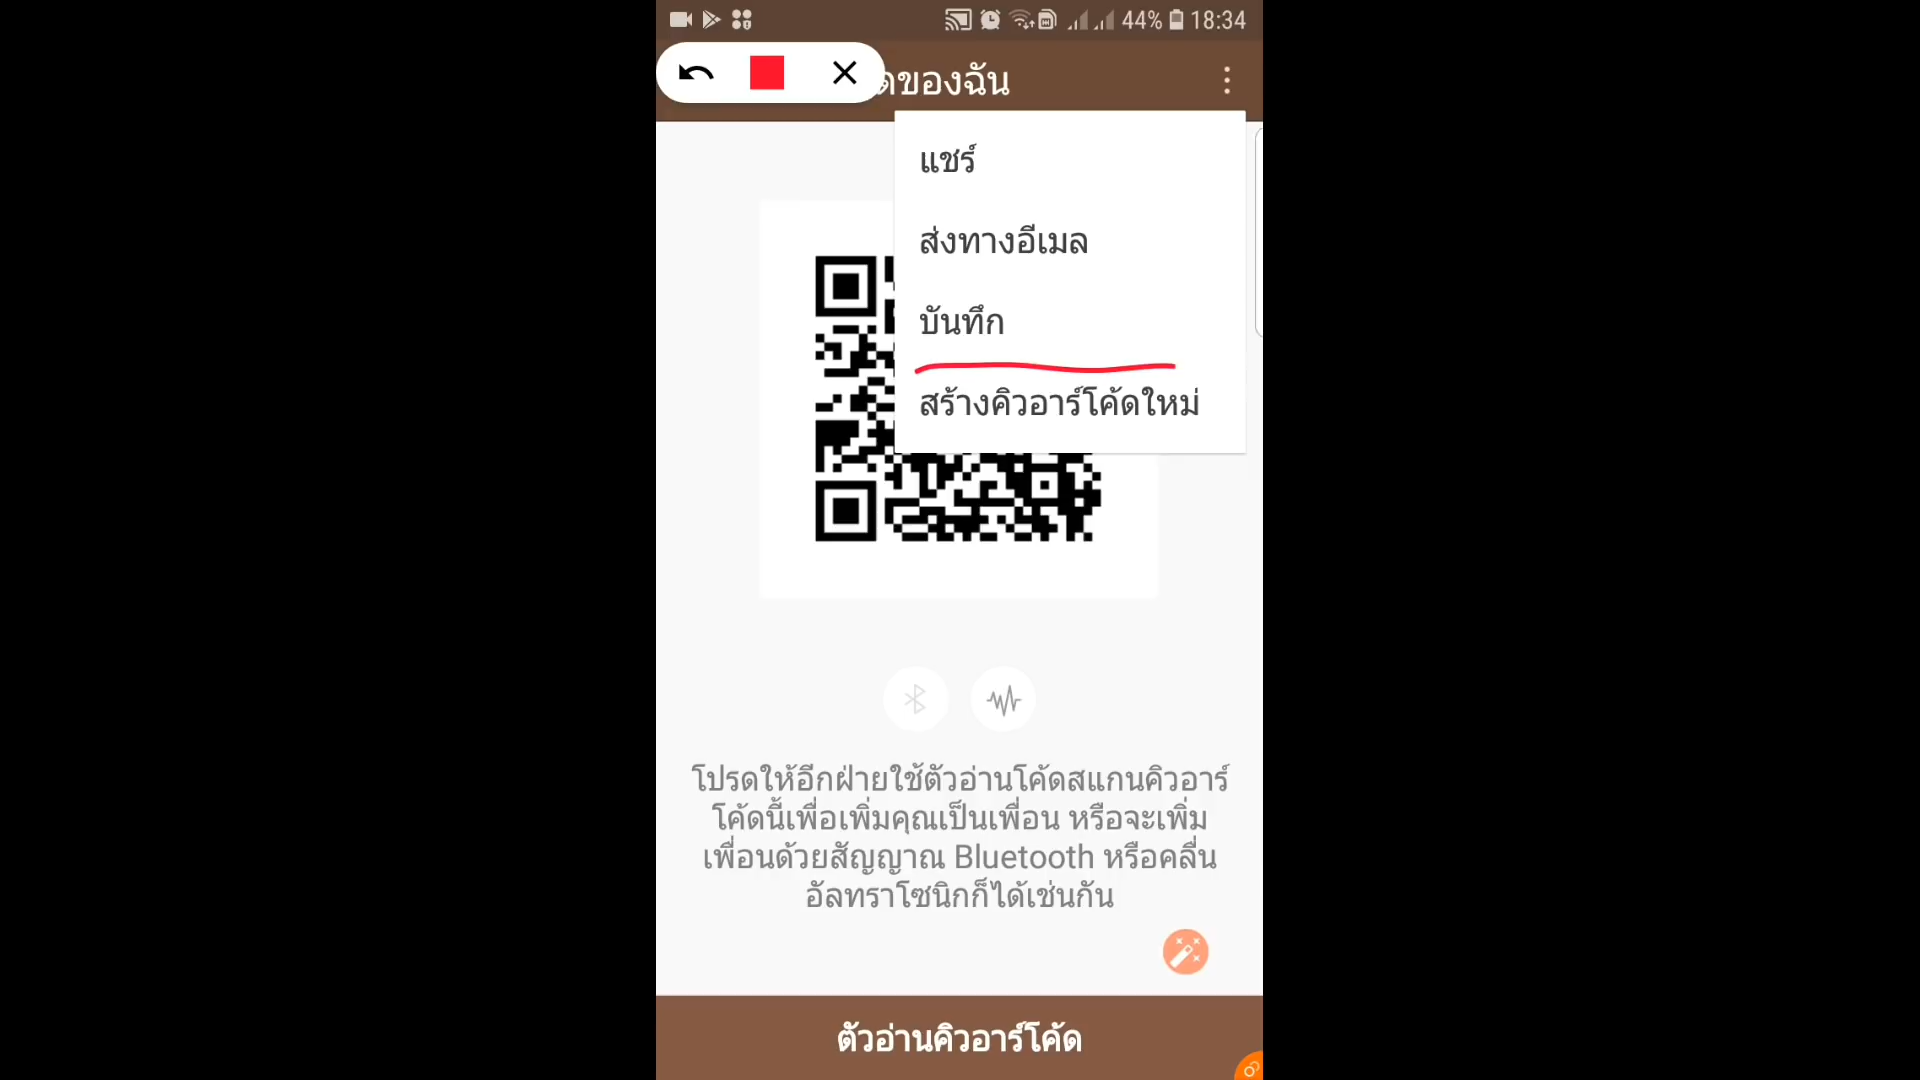 44% 18:34
ดของฉัน
แชร์
ส่งทางอีเมล
บันทึก
สร้างคิวอาร์โค้ดใหม่
โปรดให้อีกฝ่ายใช้ตัวอ่านโค้ดสแกนคิวอาร์
โค้ดนี้เพื่อเพิ่มคุณเป็นเพื่อน หรือจะเพิ่ม
เพื่อนด้วยสัญญาณ Bluetooth หรือคลื่น
อัลทราโซนิกก็ได้เช่นกัน
ตัวอ่านคิวอาร์โค้ด